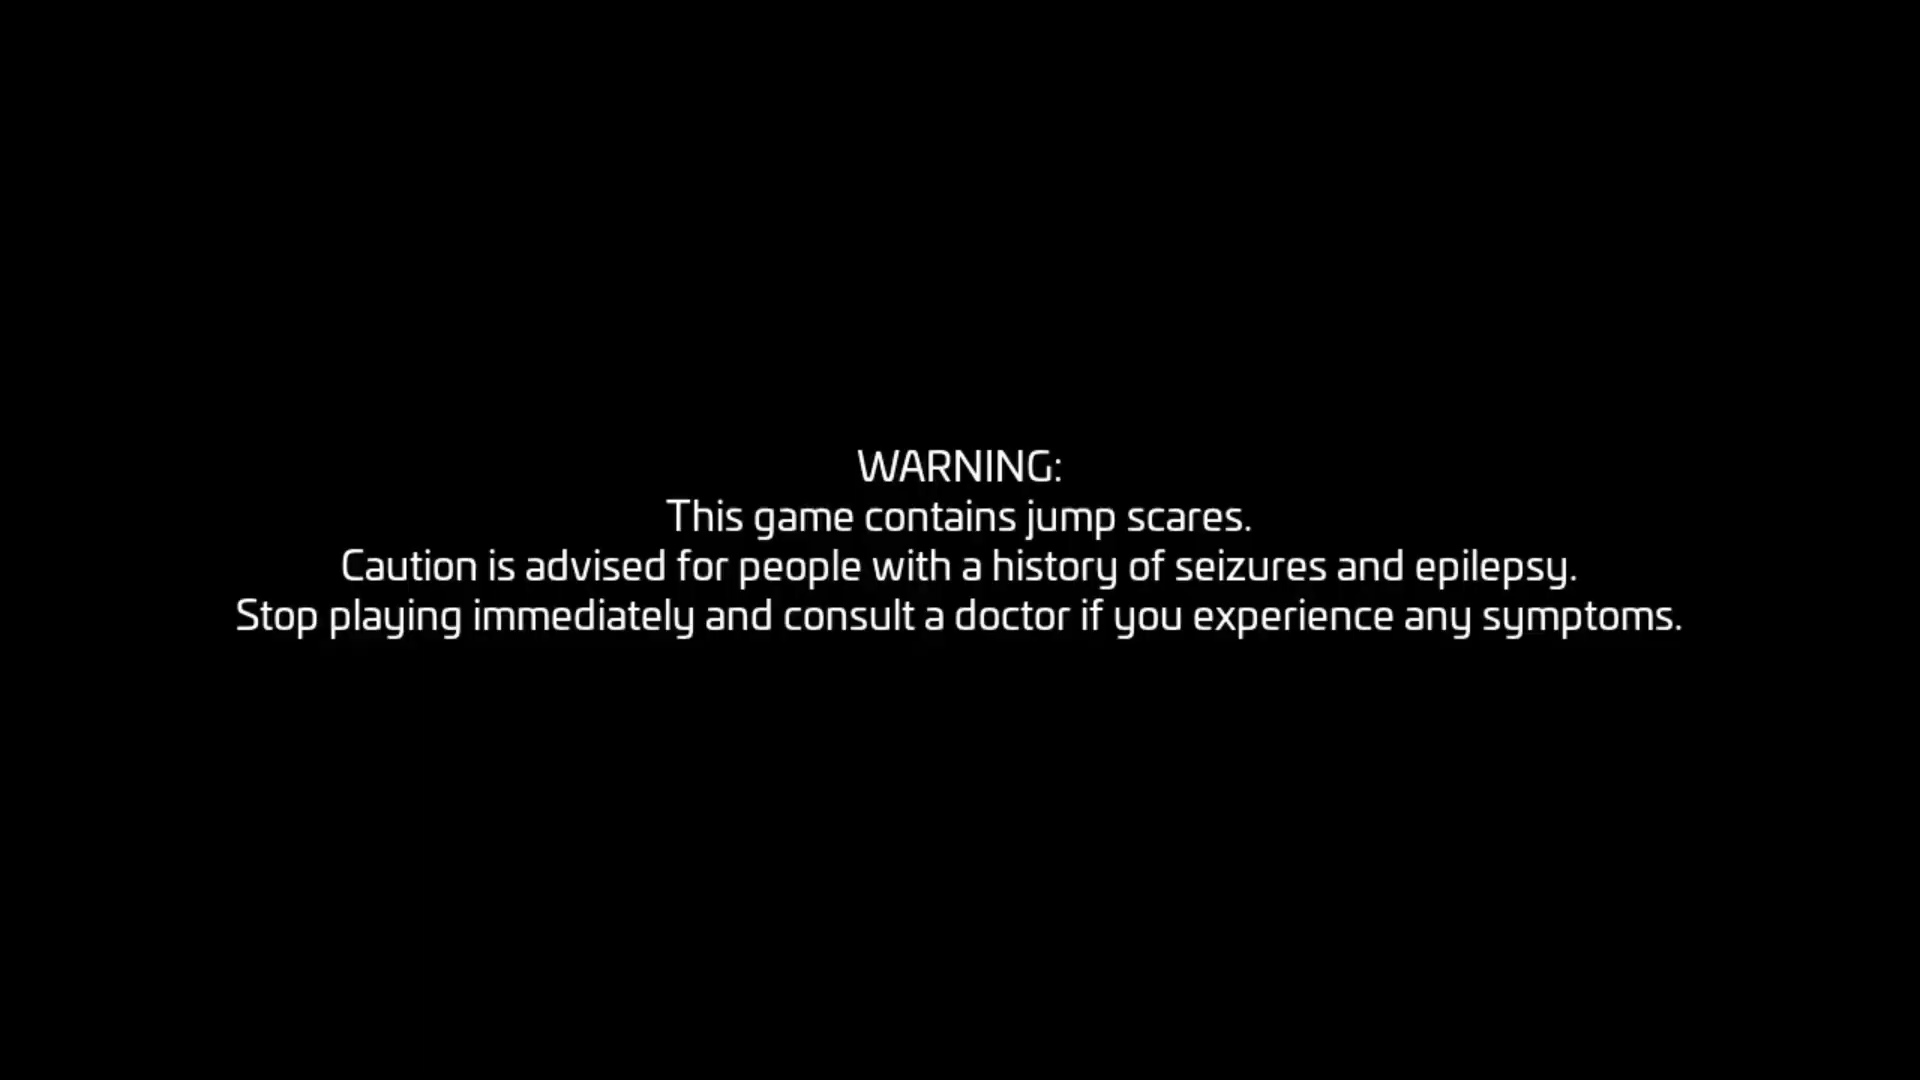 WARNING:
This game contains jump scares.
Caution is advised for people with a history of seizures and epilepsy.
Stop playing immediately and consult a doctor if you experience any symptoms.